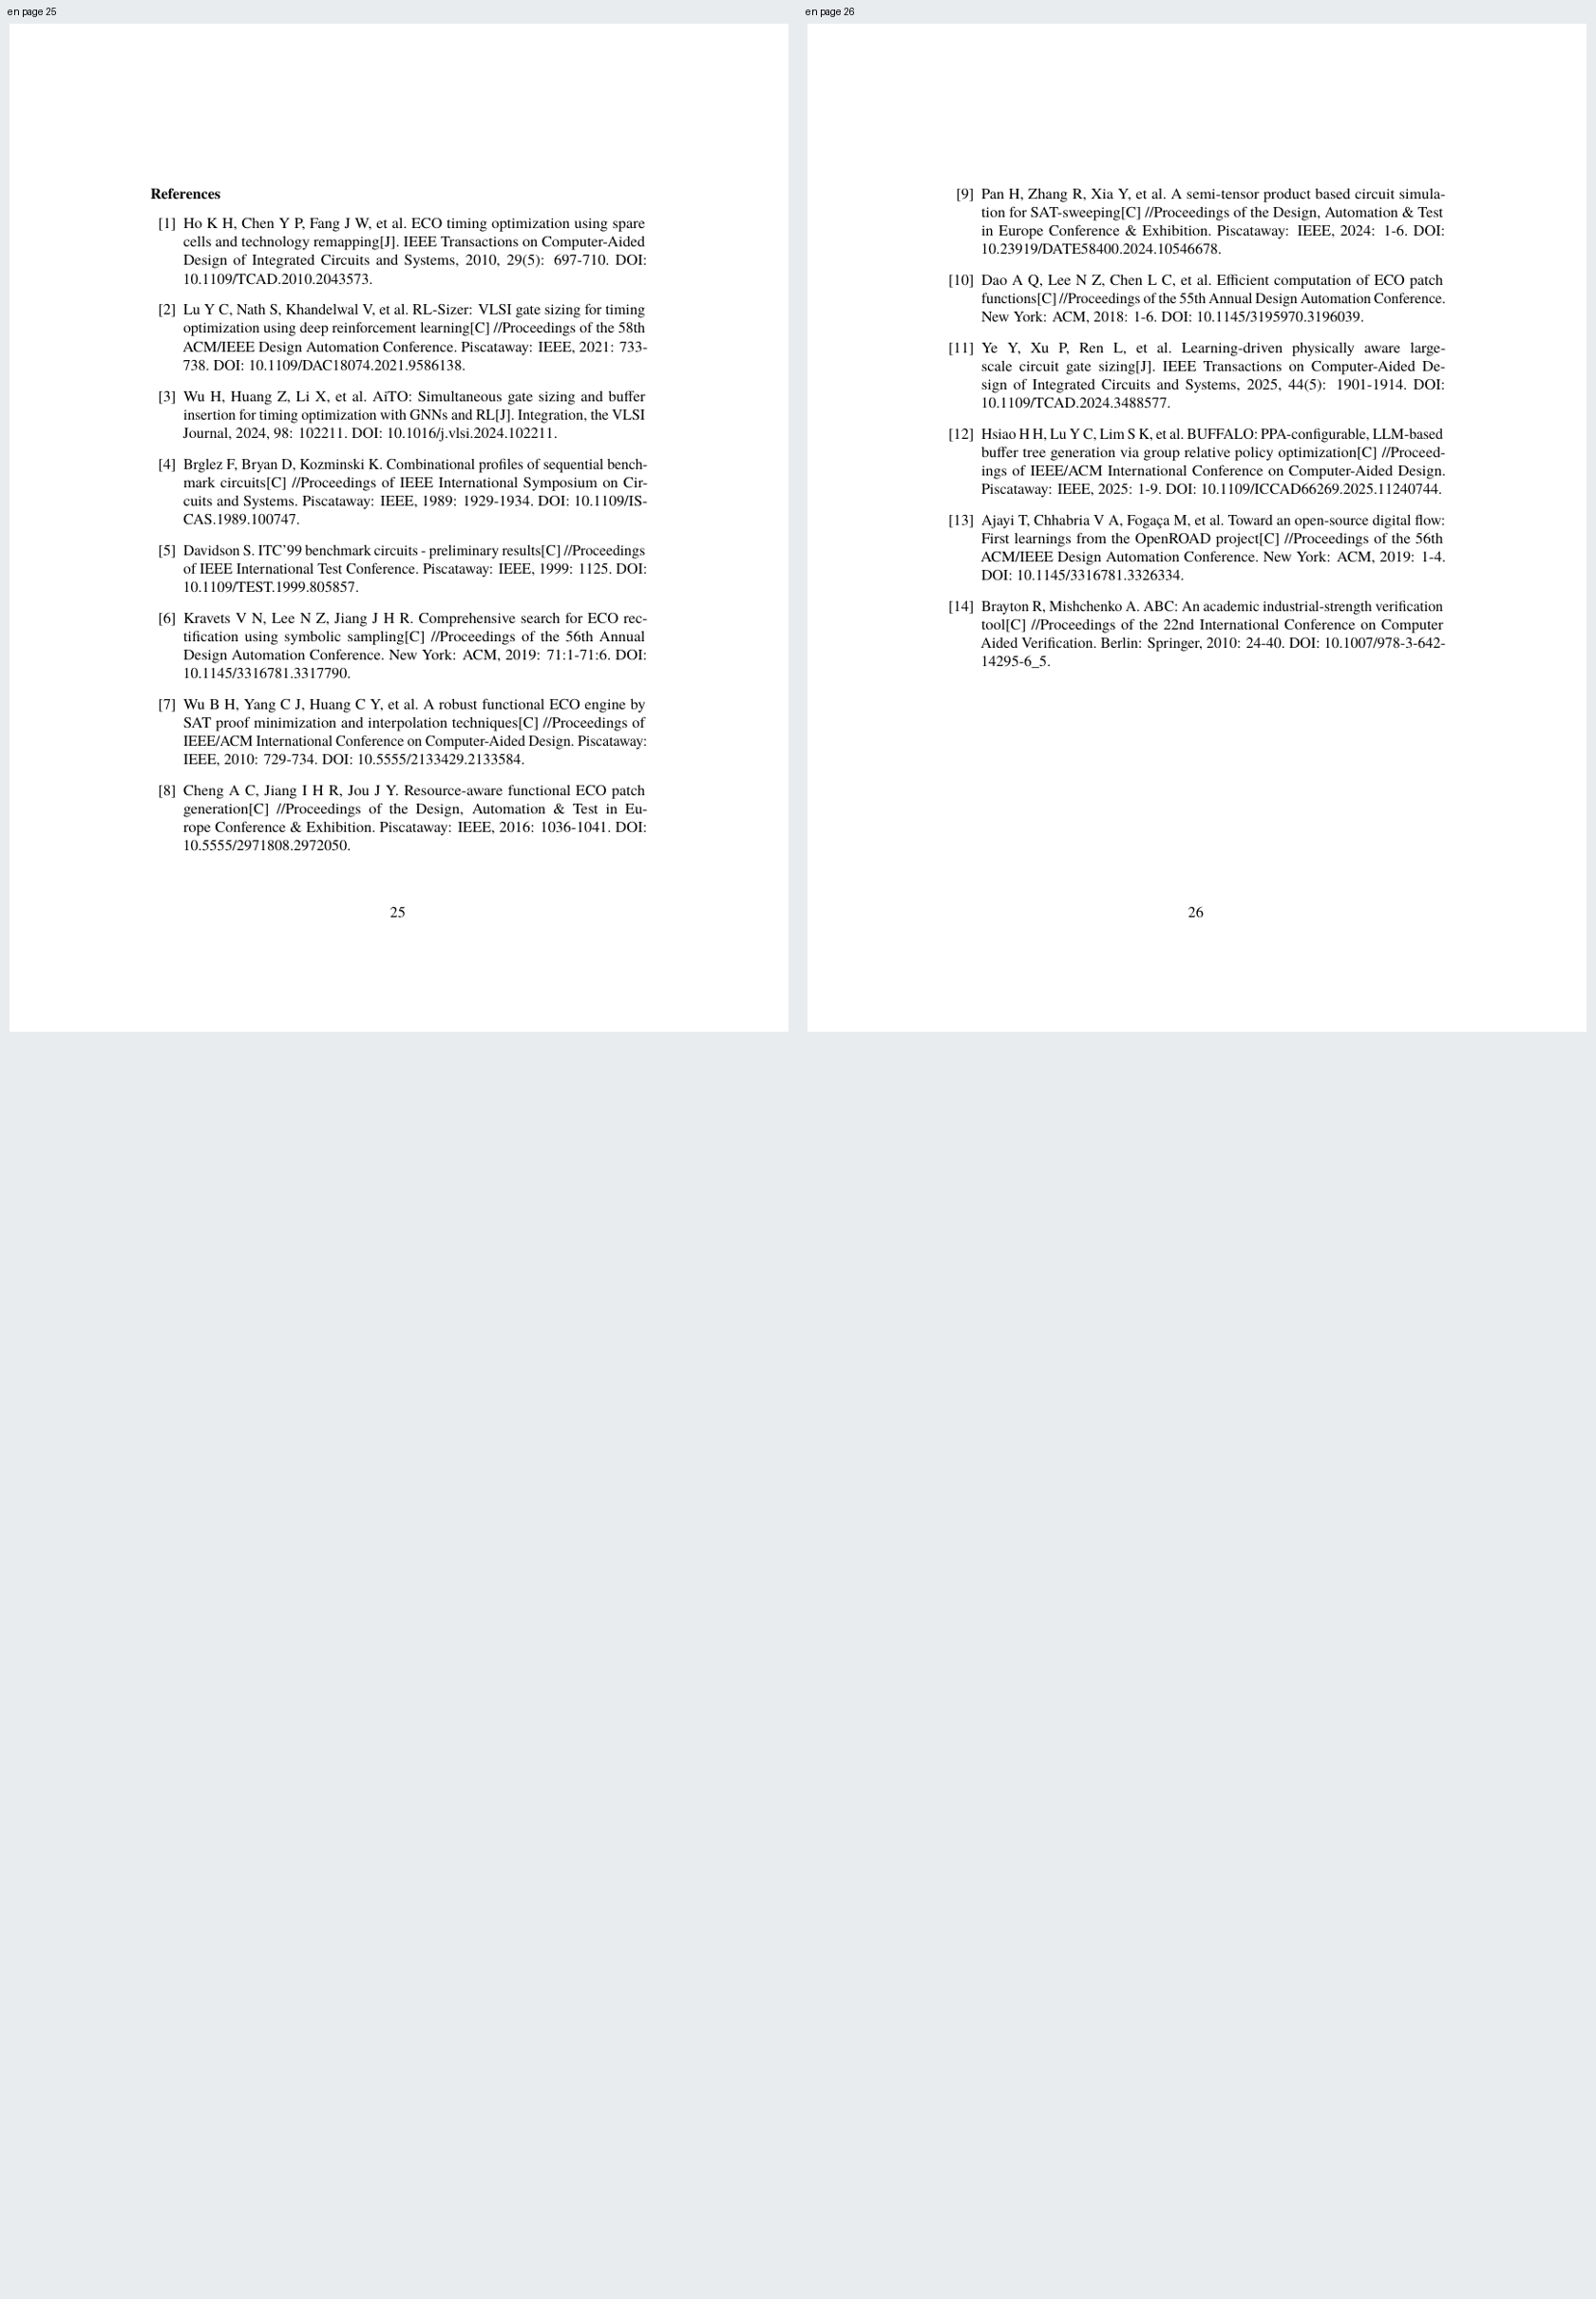 en page 25
References
[1] Ho K H, Chen Y P, Fang J W, et al. ECO timing optimization using spare
cells and technology remapping[J]. IEEE Transactions on Computer-Aided
Design of Integrated Circuits and Systems, 2010, 29(5): 697-710. DOI:
10.1109/TCAD.2010.2043573.
[2] Lu Y C, Nath S, Khandelwal V, et al. RL-Sizer: VLSI gate sizing for timing
optimization using deep reinforcement learning[C] //Proceedings of the 58th
ACM/IEEE Design Automation Conference. Piscataway: IEEE, 2021: 733-
738. DOI: 10.1109/DAC18074.2021.9586138.
[3] Wu H, Huang Z, Li X, et al. AiTO: Simultaneous gate sizing and buffer
insertion for timing optimization with GNNs and RL[J]. Integration, the VLSI
Journal, 2024, 98: 102211. DOI: 10.1016/j.vlsi.2024.102211.
[4] Brglez F, Bryan D, Kozminski K. Combinational profiles of sequential bench-
mark circuits[C] //Proceedings of IEEE International Symposium on Cir-
cuits and Systems. Piscataway: IEEE, 1989: 1929-1934. DOI: 10.1109/IS-
CAS.1989.100747.
[5] Davidson S. ITC’99 benchmark circuits - preliminary results[C] //Proceedings
of IEEE International Test Conference. Piscataway: IEEE, 1999: 1125. DOI:
10.1109/TEST.1999.805857.
[6] Kravets V N, Lee N Z, Jiang J H R. Comprehensive search for ECO rec-
tification using symbolic sampling[C] //Proceedings of the 56th Annual
Design Automation Conference. New York: ACM, 2019: 71:1-71:6. DOI:
10.1145/3316781.3317790.
[7] Wu B H, Yang C J, Huang C Y, et al. A robust functional ECO engine by
SAT proof minimization and interpolation techniques[C] //Proceedings of
IEEE/ACM International Conference on Computer-Aided Design. Piscataway:
IEEE, 2010: 729-734. DOI: 10.5555/2133429.2133584.
[8] Cheng A C, Jiang I H R, Jou J Y. Resource-aware functional ECO patch
generation[C] //Proceedings of the Design, Automation & Test in Eu-
rope Conference & Exhibition. Piscataway: IEEE, 2016: 1036-1041. DOI:
10.5555/2971808.2972050.
25
en page 26
[9] Pan H, Zhang R, Xia Y, et al. A semi-tensor product based circuit simula-
tion for SAT-sweeping[C] //Proceedings of the Design, Automation & Test
in Europe Conference & Exhibition. Piscataway: IEEE, 2024: 1-6. DOI:
10.23919/DATE58400.2024.10546678.
[10] Dao A Q, Lee N Z, Chen L C, et al. Efficient computation of ECO patch
functions[C] //Proceedings of the 55th Annual Design Automation Conference.
New York: ACM, 2018: 1-6. DOI: 10.1145/3195970.3196039.
[11] Ye Y, Xu P, Ren L, et al. Learning-driven physically aware large-
scale circuit gate sizing[J]. IEEE Transactions on Computer-Aided De-
sign of Integrated Circuits and Systems, 2025, 44(5): 1901-1914. DOI:
10.1109/TCAD.2024.3488577.
[12] Hsiao H H, Lu Y C, Lim S K, et al. BUFFALO: PPA-configurable, LLM-based
buffer tree generation via group relative policy optimization[C] //Proceed-
ings of IEEE/ACM International Conference on Computer-Aided Design.
Piscataway: IEEE, 2025: 1-9. DOI: 10.1109/ICCAD66269.2025.11240744.
[13] Ajayi T, Chhabria V A, Fogaça M, et al. Toward an open-source digital flow:
First learnings from the OpenROAD project[C] //Proceedings of the 56th
ACM/IEEE Design Automation Conference. New York: ACM, 2019: 1-4.
DOI: 10.1145/3316781.3326334.
[14] Brayton R, Mishchenko A. ABC: An academic industrial-strength verification
tool[C] //Proceedings of the 22nd International Conference on Computer
Aided Verification. Berlin: Springer, 2010: 24-40. DOI: 10.1007/978-3-642-
14295-6_5.
26